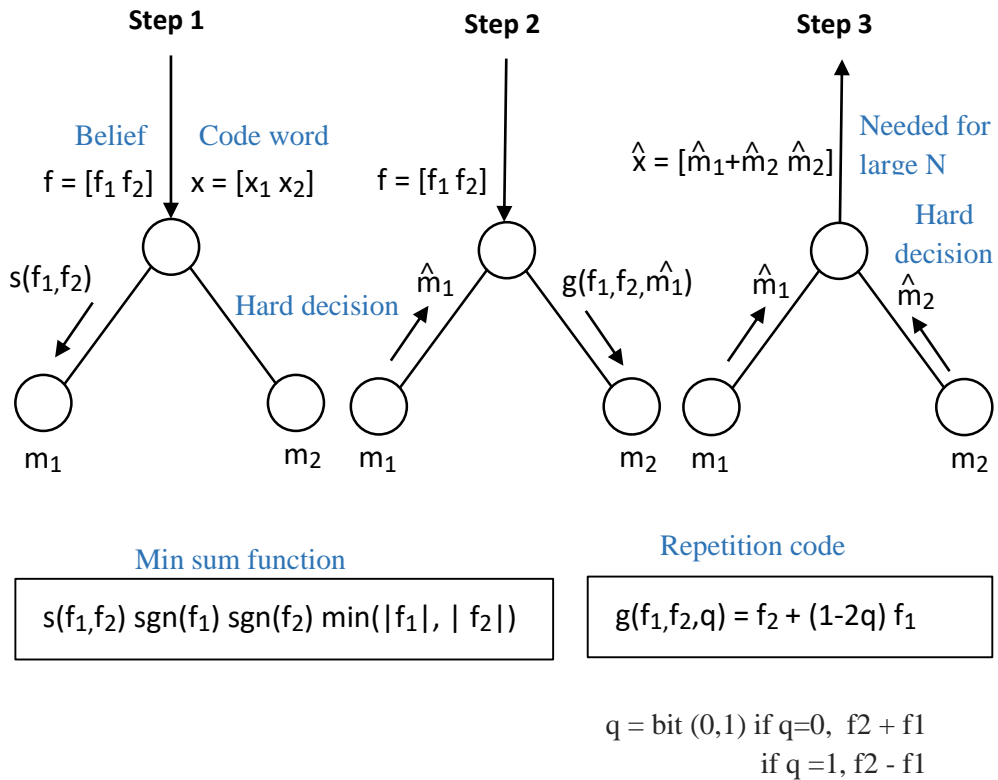 Step 1 Step 2 Step 3
Belief Code word
f = [f₁ f₂] x = [x₁ x₂]
s(f₁,f₂)
m₁ m₂
f = [f₁ f₂]
Hard decision
m̂₁
g(f₁,f₂,m̂₁)
m₁ m₂
Needed for
large N
x̂ = [m̂₁+m̂₂ m̂₂]
Hard
decision
m̂₁ m̂₂
m₁ m₂
Min sum function
s(f₁,f₂) sgn(f₁) sgn(f₂) min(|f₁|, | f₂|)
Repetition code
g(f₁,f₂,q) = f₂ + (1-2q) f₁
q = bit (0,1) if q=0, f2 + f1
if q =1, f2 - f1